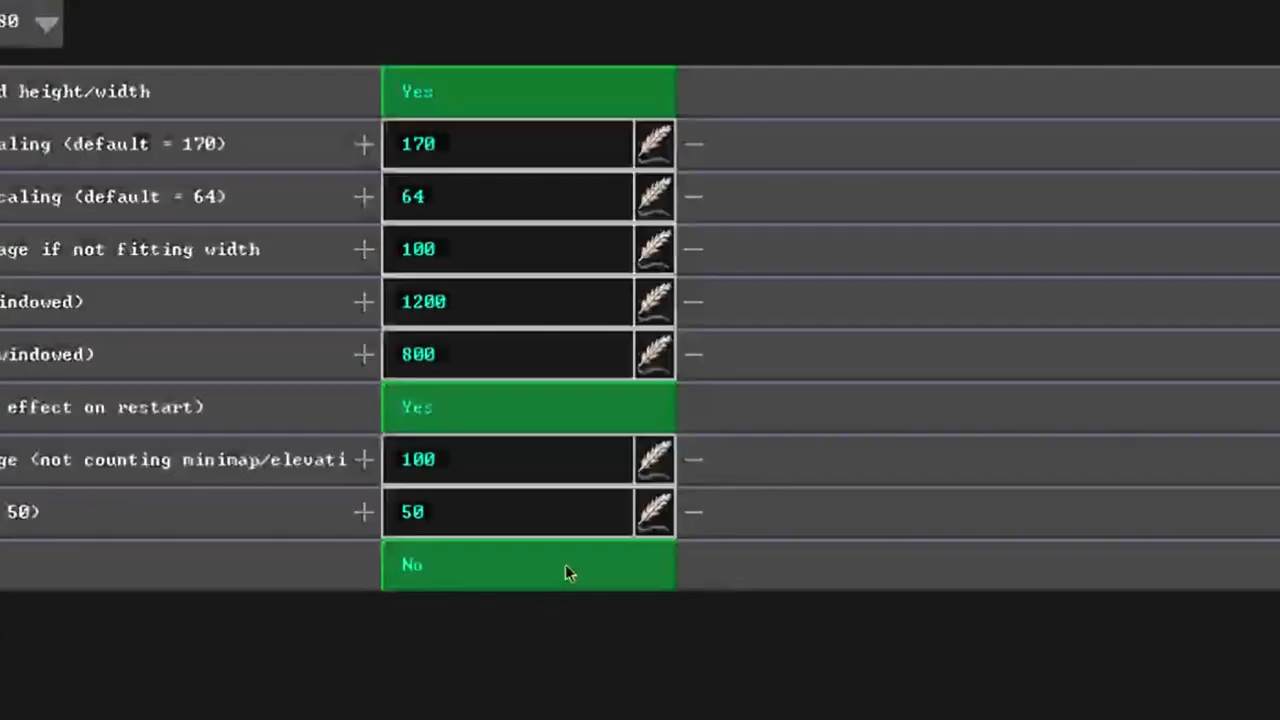 80
d height/width Yes
aling (default = 170) + 170 —
caling (default = 64) + 64 —
age if not fitting width + 100 —
indowed) + 1200 —
windowed) + 800 —
effect on restart) Yes
ge (not counting minimap/elevati + 100 —
50) + 50 —
No